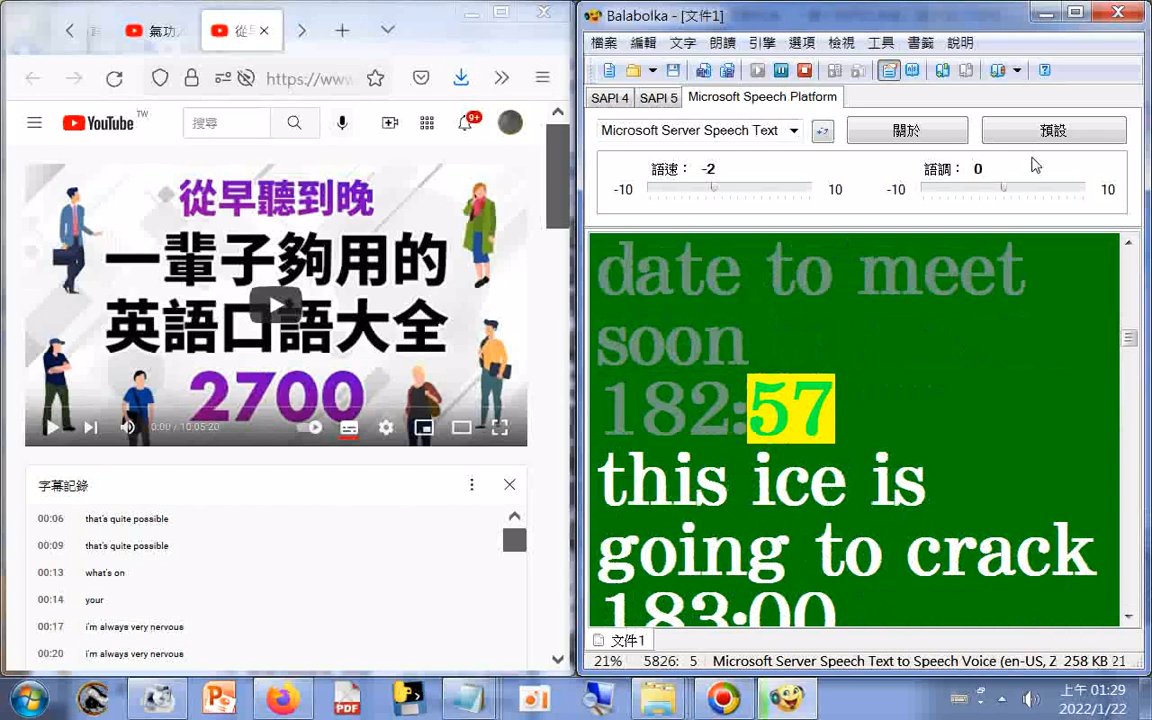 氣功
從早
https://www
YouTube TW
搜尋
9+
從早聽到晚
一輩子夠用的
英語口語大全
2700
0:00 / 10:05:20
字幕記錄
00:06 that's quite possible
00:09 that's quite possible
00:13 what's on
00:14 your
00:17 i'm always very nervous
00:20 i'm always very nervous
Balabolka - [文件1]
檔案 編輯 文字 朗讀 引擎 選項 檢視 工具 書籤 說明
SAPI 4 SAPI 5 Microsoft Speech Platform
Microsoft Server Speech Text 關於 預設
語速： -2 語調： 0
-10 10 -10 10
date to meet
soon
182:57
this ice is
going to crack
183:00
文件1
21% 5826: 5 Microsoft Server Speech Text to Speech Voice (en-US, Z 258 KB 21
PDF
上午 01:29
2022/1/22